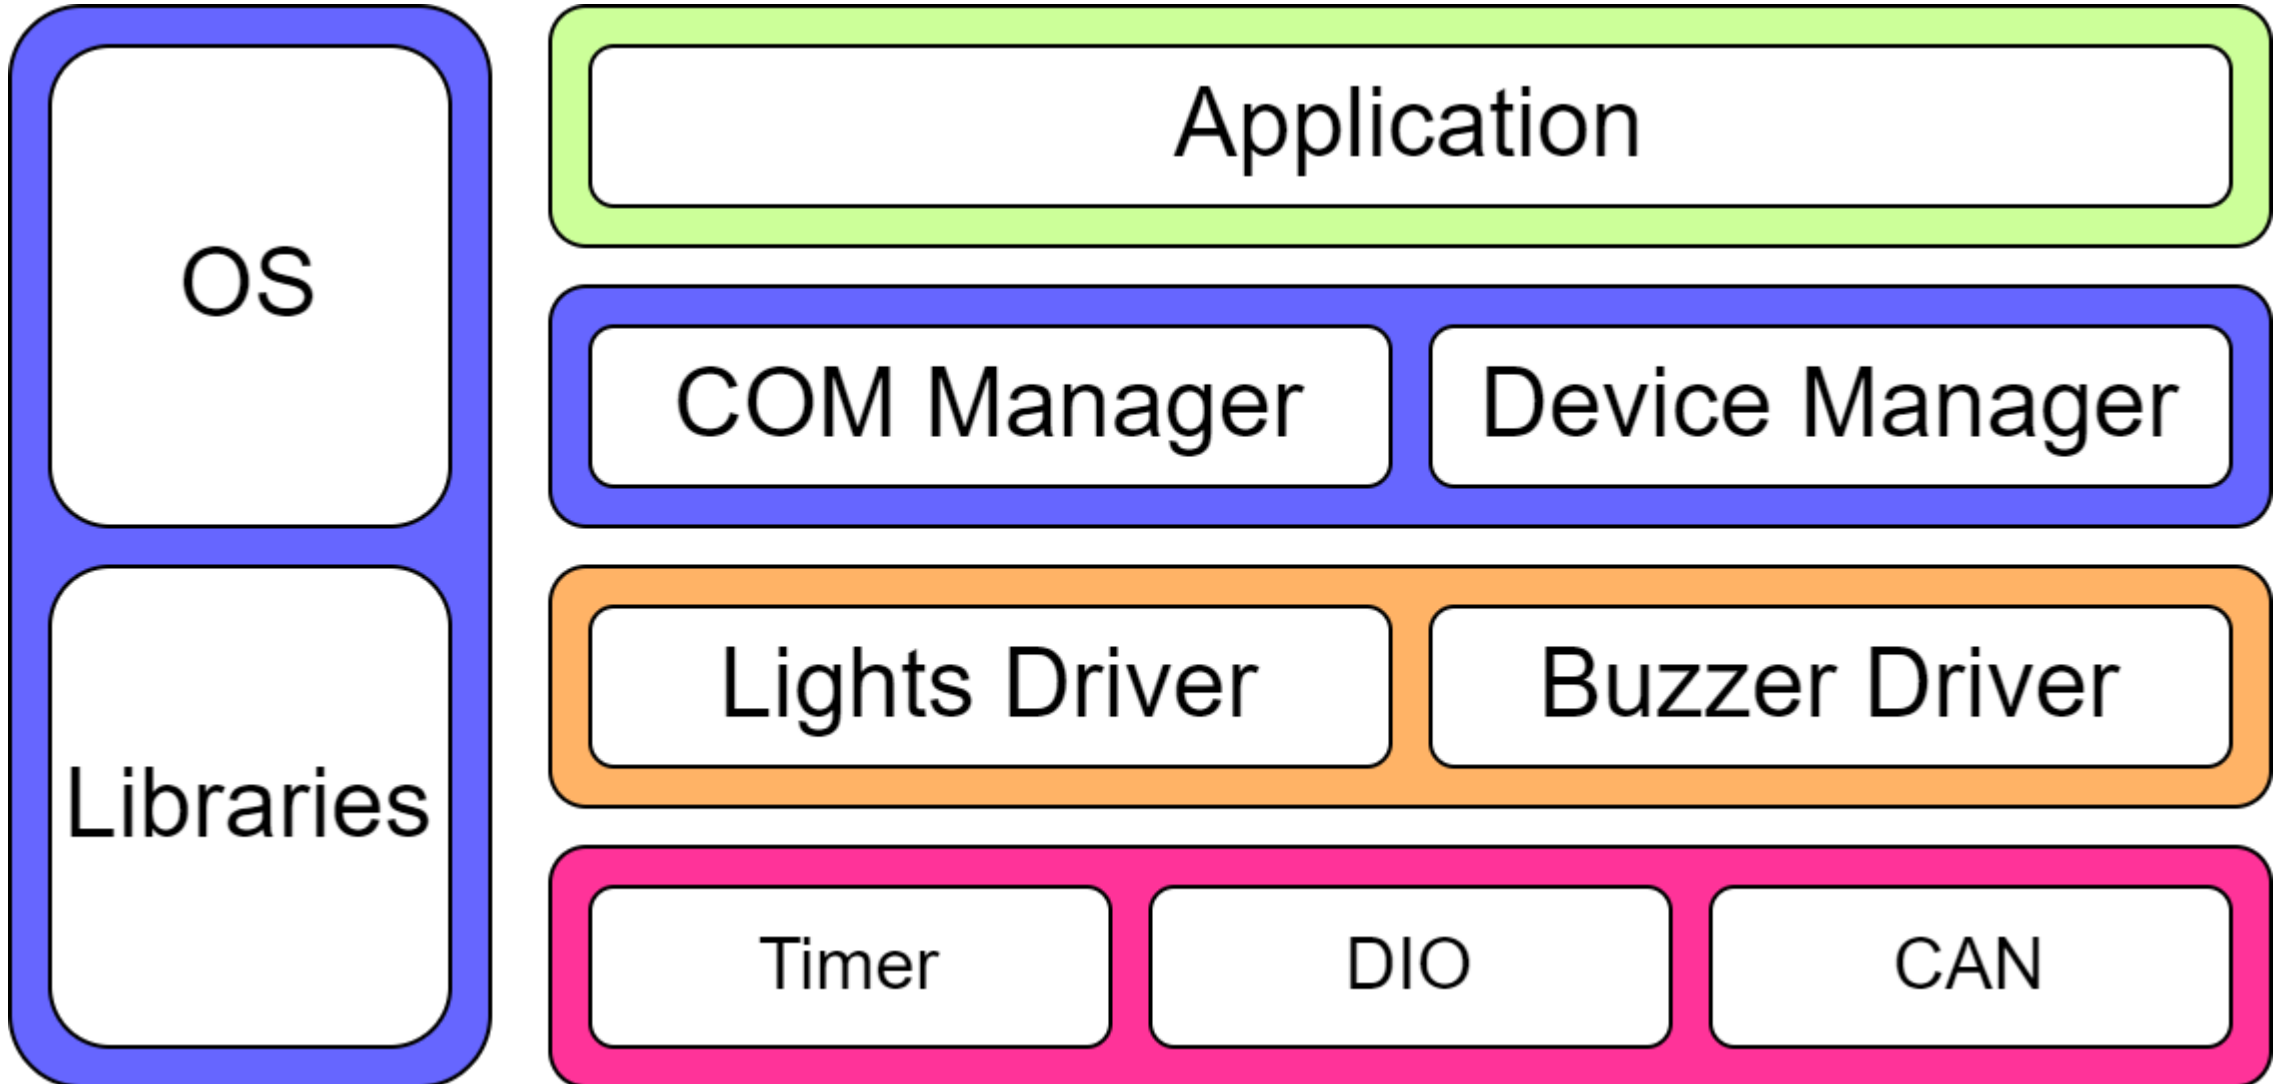 OS
Libraries
Application
COM Manager
Device Manager
Lights Driver
Buzzer Driver
Timer
DIO
CAN